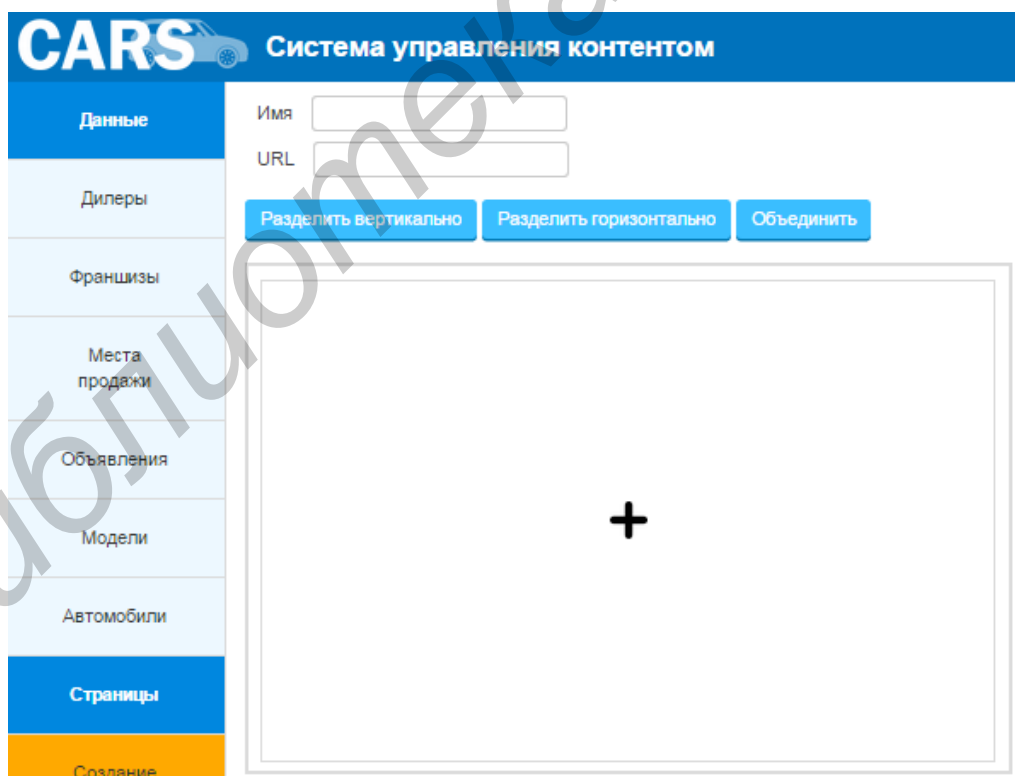 CARS Система управления контентом
Данные
Имя
URL
Дилеры
Разделить вертикально Разделить горизонтально Объединить
Франшизы
Места
продажи
Объявления
Модели
Автомобили
Страницы
Создание